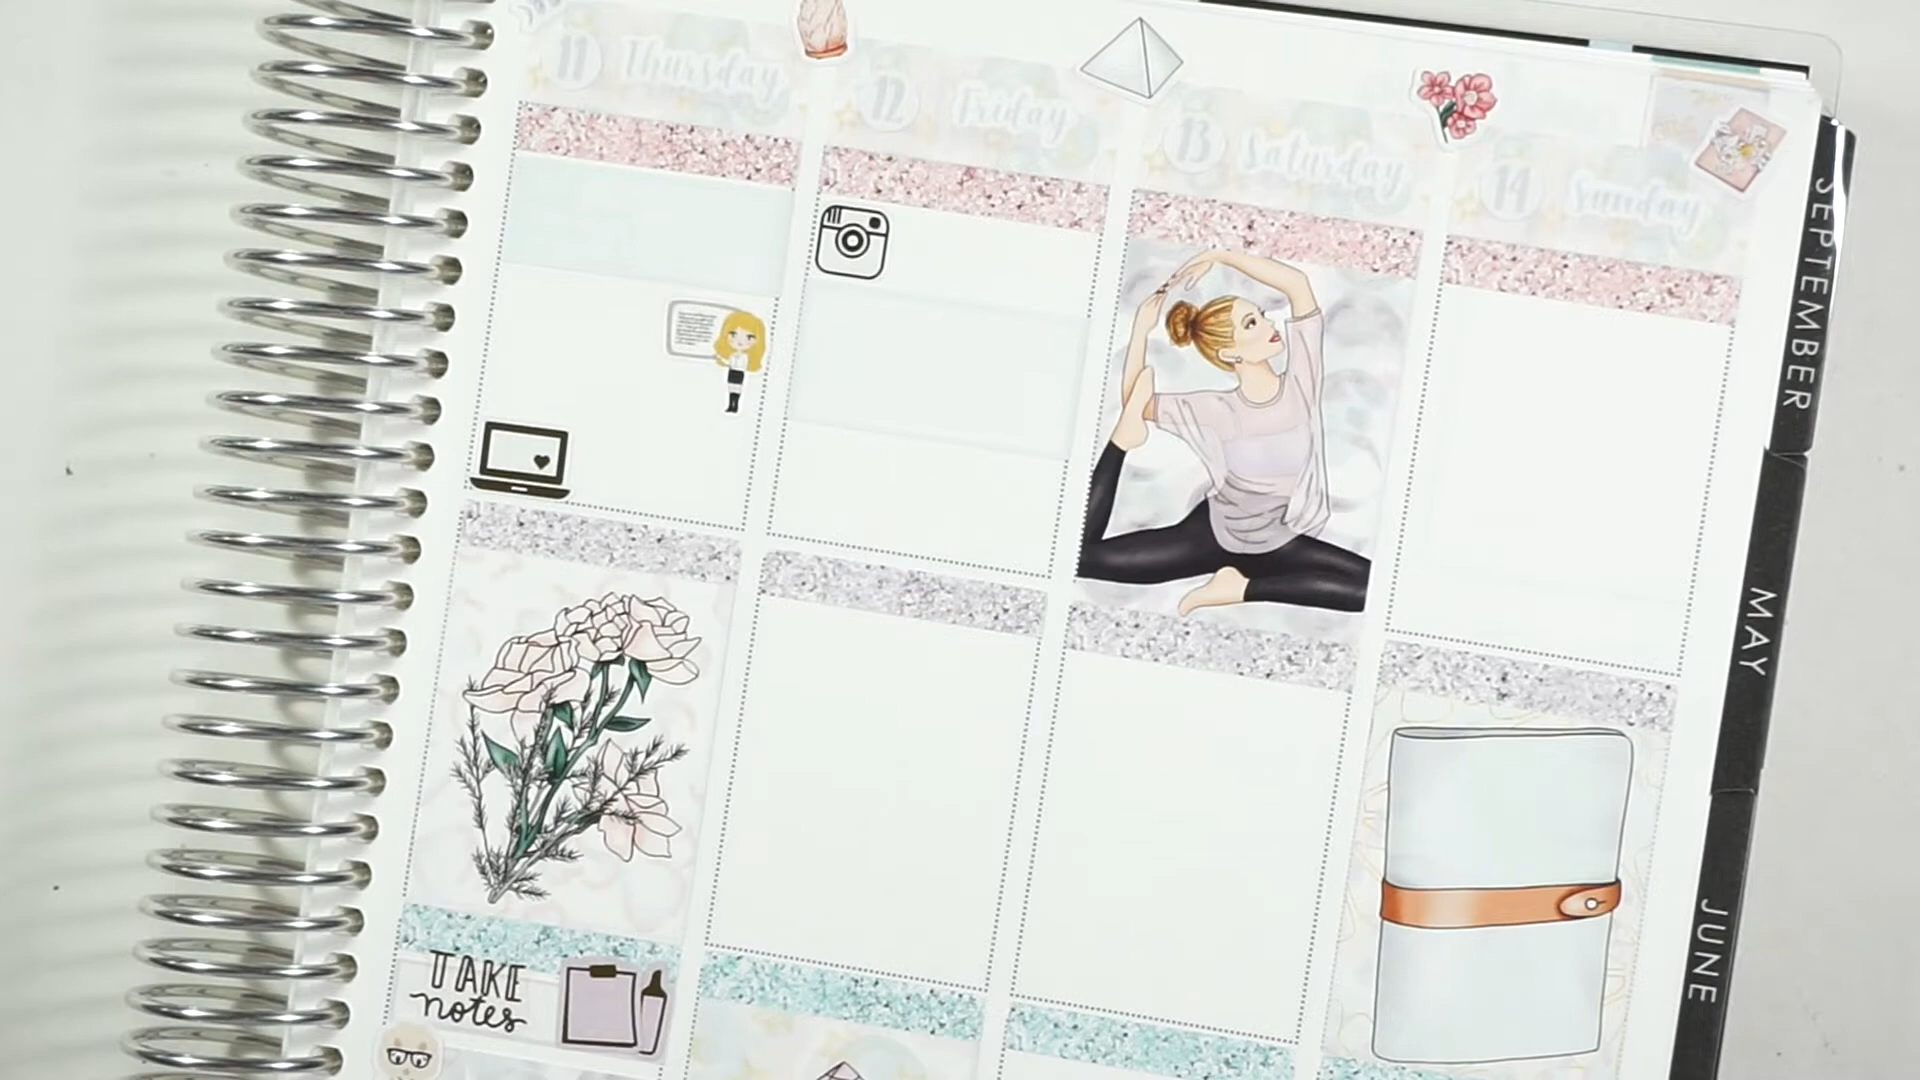 11 Thursday
12 Friday
13 Saturday
14 Sunday
TAKE
notes
SEPTEMBER
MAY
JUNE